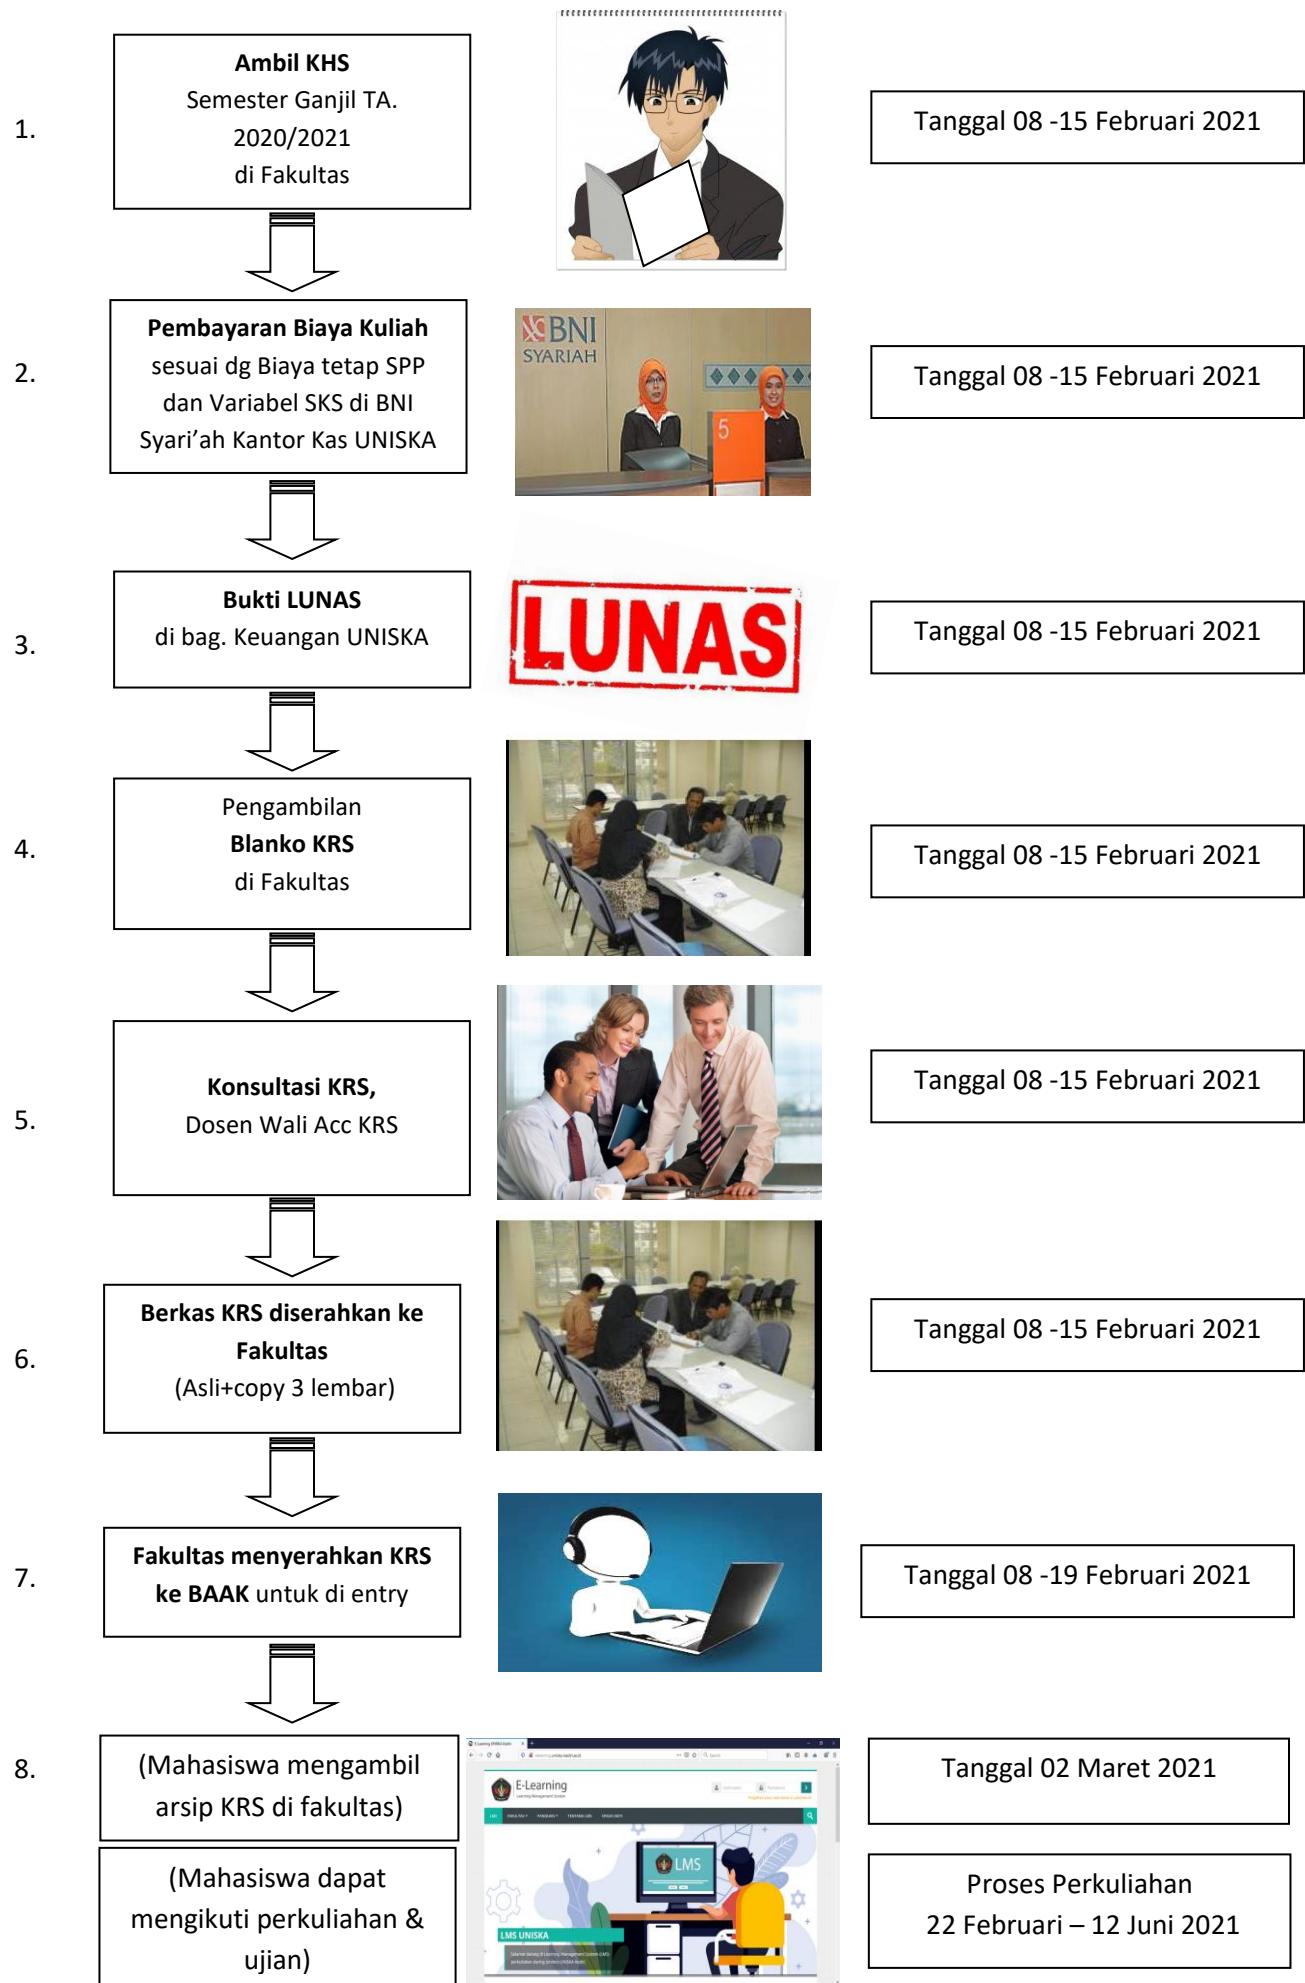 1.
Ambil KHS
Semester Ganjil TA.
2020/2021
di Fakultas
Tanggal 08 -15 Februari 2021
2.
Pembayaran Biaya Kuliah
sesuai dg Biaya tetap SPP
dan Variabel SKS di BNI
Syari’ah Kantor Kas UNISKA
BNI
SYARIAH
5
Tanggal 08 -15 Februari 2021
3.
Bukti LUNAS
di bag. Keuangan UNISKA
LUNAS
Tanggal 08 -15 Februari 2021
4.
Pengambilan
Blanko KRS
di Fakultas
Tanggal 08 -15 Februari 2021
5.
Konsultasi KRS,
Dosen Wali Acc KRS
Tanggal 08 -15 Februari 2021
6.
Berkas KRS diserahkan ke
Fakultas
(Asli+copy 3 lembar)
Tanggal 08 -15 Februari 2021
7.
Fakultas menyerahkan KRS
ke BAAK untuk di entry
Tanggal 08 -19 Februari 2021
8.
(Mahasiswa mengambil
arsip KRS di fakultas)
E-Learning
Learning Management System
LMS
LMS UNISKA
Tanggal 02 Maret 2021
(Mahasiswa dapat
mengikuti perkuliahan &
ujian)
Proses Perkuliahan
22 Februari – 12 Juni 2021